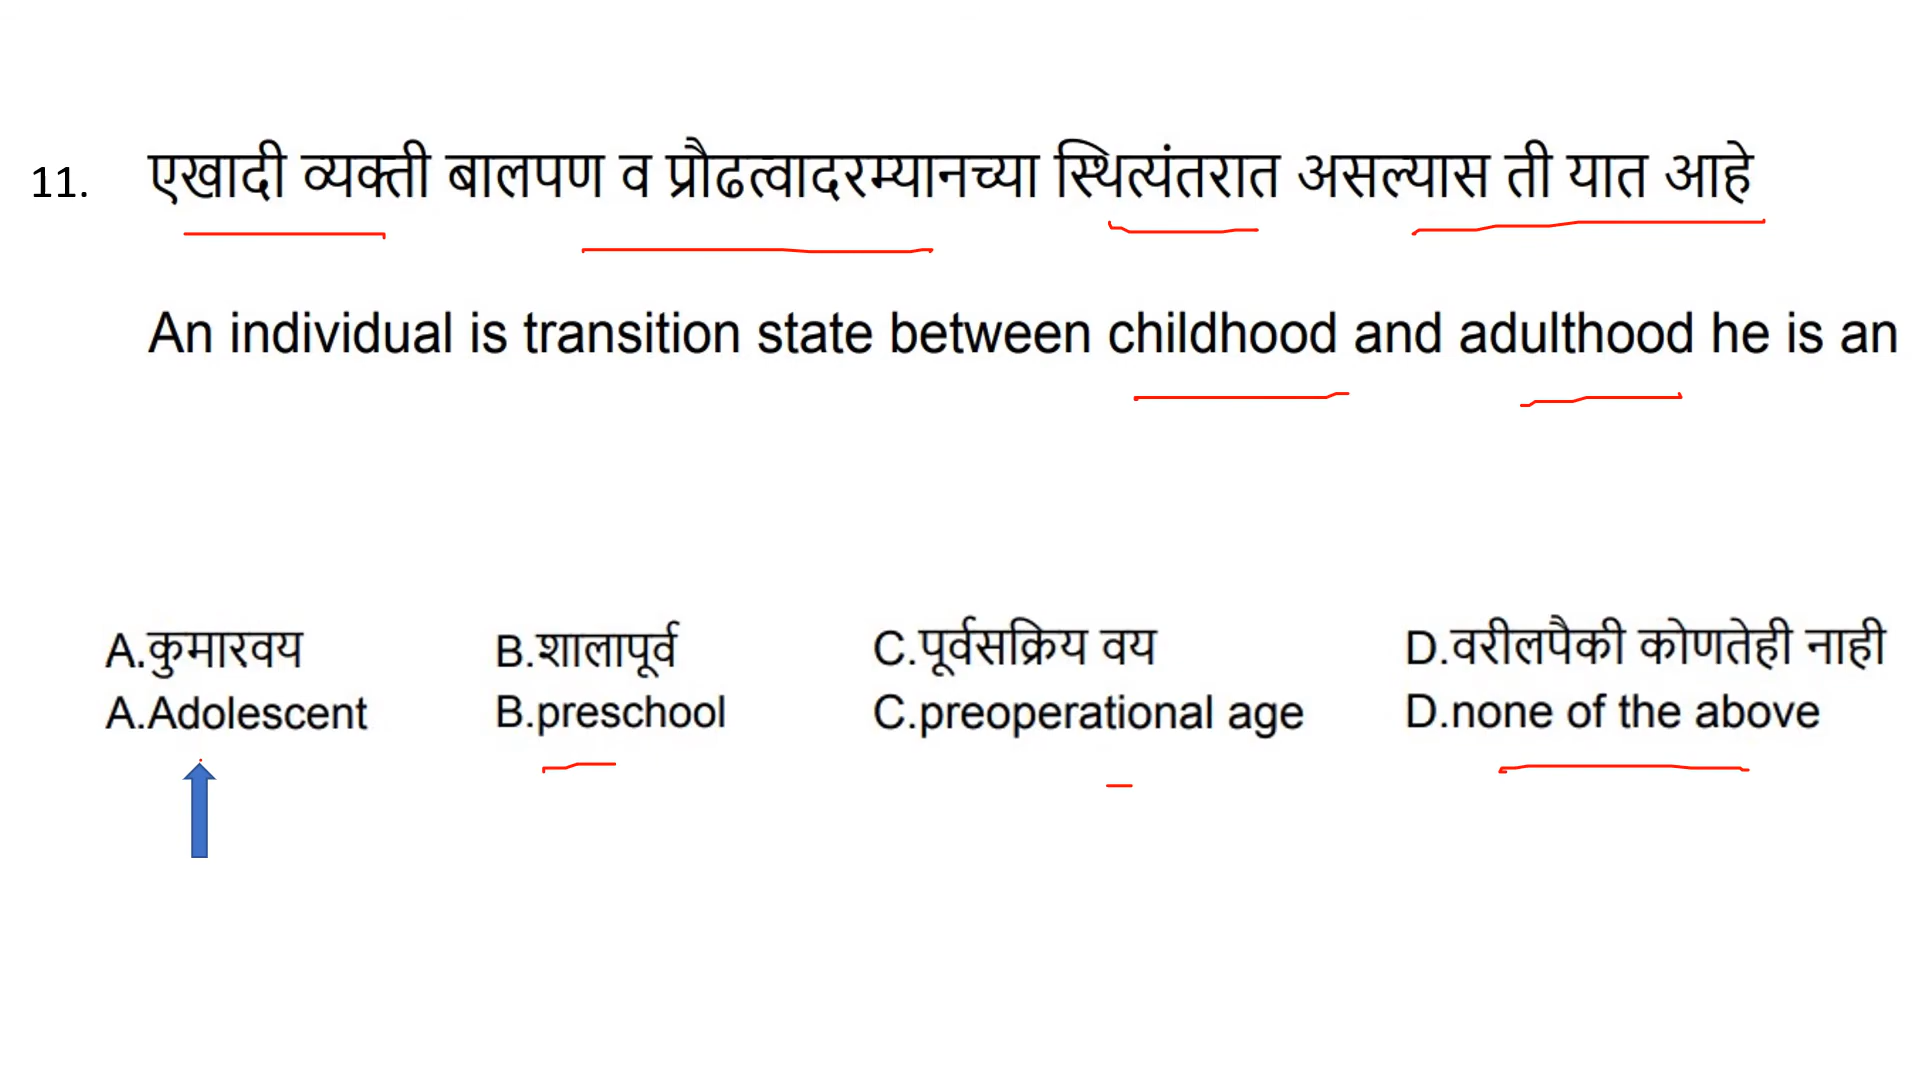 11. एखादी व्यक्ती बालपण व प्रौढत्वादरम्यानच्या स्थित्यंतरात असल्यास ती यात आहे
An individual is transition state between childhood and adulthood he is an
A.कुमारवय B.शालापूर्व C.पूर्वसक्रिय वय D.वरीलपैकी कोणतेही नाही
A.Adolescent B.preschool C.preoperational age D.none of the above